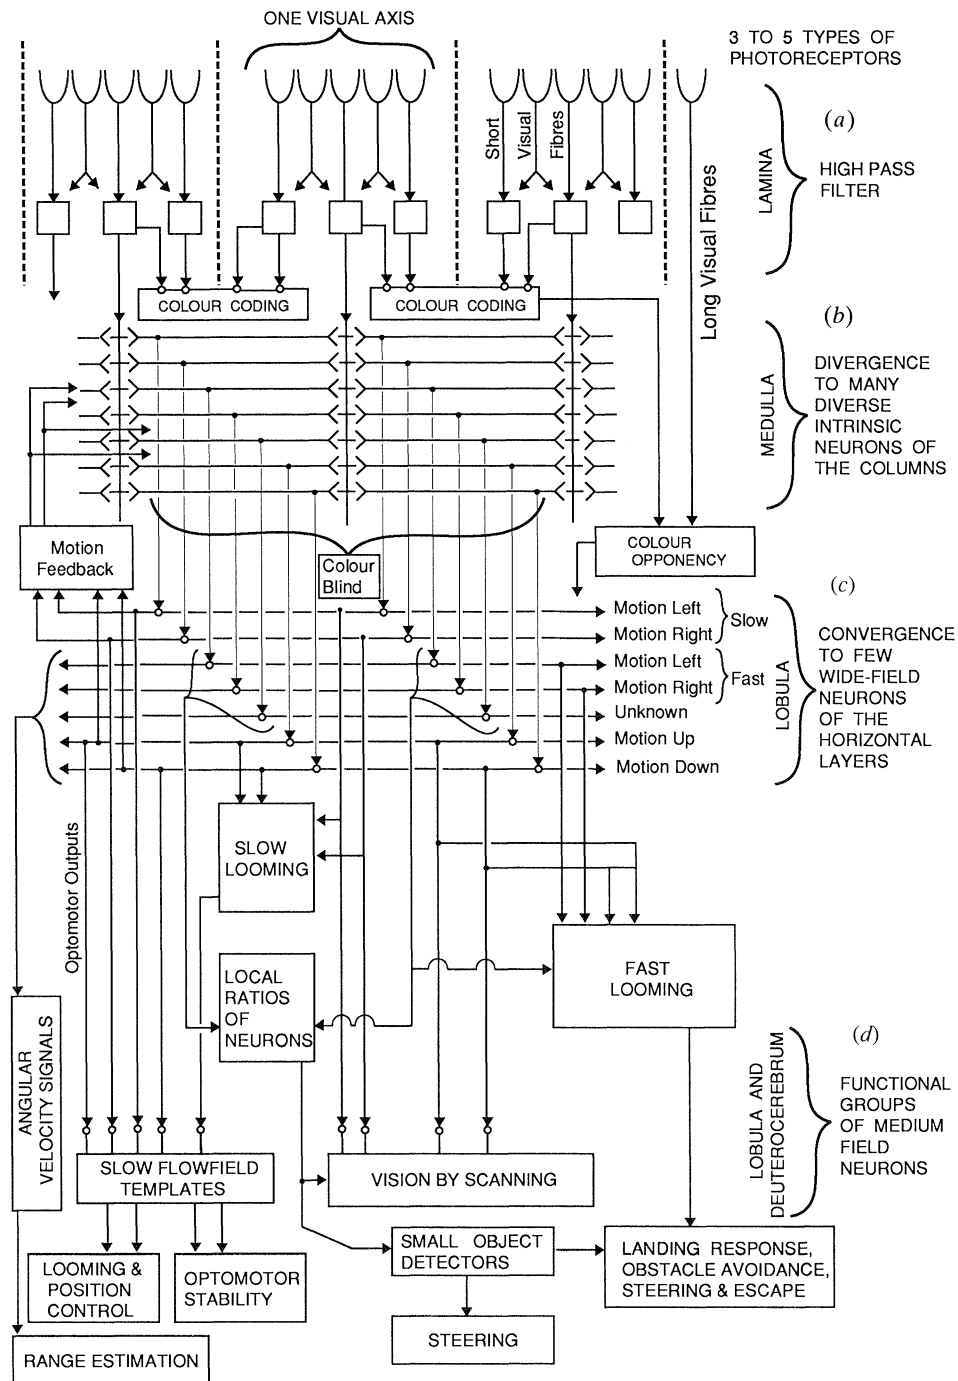 ONE VISUAL AXIS
3 TO 5 TYPES OF
PHOTORECEPTORS
Short
Visual
Fibres
Long Visual Fibres
LAMINA
(a)
HIGH PASS
FILTER
COLOUR CODING
COLOUR CODING
MEDULLA
(b)
DIVERGENCE
TO MANY
DIVERSE
INTRINSIC
NEURONS OF
THE COLUMNS
Motion
Feedback
Colour
Blind
COLOUR
OPPONENCY
(c)
Motion Left
Motion Right
Slow
Motion Left
Motion Right
Fast
Unknown
Motion Up
Motion Down
LOBULA
CONVERGENCE
TO FEW
WIDE-FIELD
NEURONS
OF THE
HORIZONTAL
LAYERS
Optomotor Outputs
SLOW
LOOMING
LOCAL
RATIOS
OF
NEURONS
FAST
LOOMING
ANGULAR
VELOCITY SIGNALS
LOBULA AND
DEUTEROCEREBRUM
(d)
FUNCTIONAL
GROUPS
OF MEDIUM
FIELD
NEURONS
SLOW FLOWFIELD
TEMPLATES
VISION BY SCANNING
LOOMING &
POSITION
CONTROL
OPTOMOTOR
STABILITY
SMALL OBJECT
DETECTORS
LANDING RESPONSE,
OBSTACLE AVOIDANCE,
STEERING & ESCAPE
STEERING
RANGE ESTIMATION